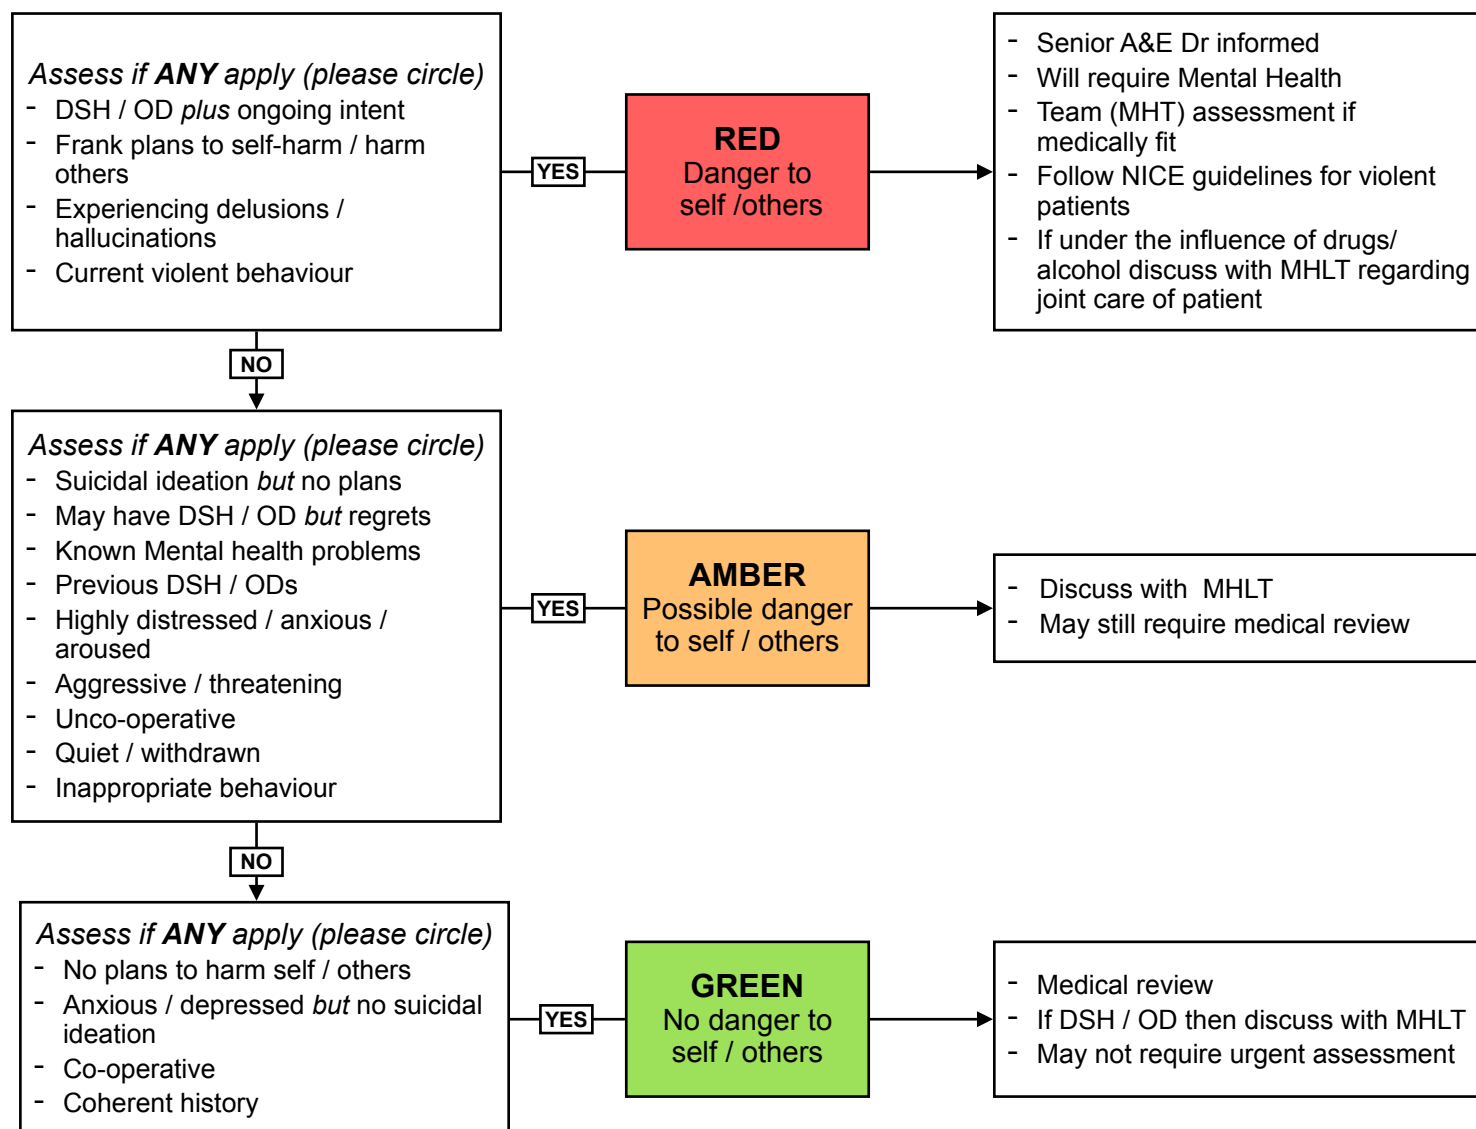 Assess if ANY apply (please circle)
- DSH / OD plus ongoing intent
- Frank plans to self-harm / harm
others
- Experiencing delusions /
hallucinations
- Current violent behaviour
YES
RED
Danger to
self /others
- Senior A&E Dr informed
- Will require Mental Health
- Team (MHT) assessment if
medically fit
- Follow NICE guidelines for violent
patients
- If under the influence of drugs/
alcohol discuss with MHLT regarding
joint care of patient
NO
Assess if ANY apply (please circle)
- Suicidal ideation but no plans
- May have DSH / OD but regrets
- Known Mental health problems
- Previous DSH / ODs
- Highly distressed / anxious /
aroused
- Aggressive / threatening
- Unco-operative
- Quiet / withdrawn
- Inappropriate behaviour
YES
AMBER
Possible danger
to self / others
- Discuss with MHLT
- May still require medical review
NO
Assess if ANY apply (please circle)
- No plans to harm self / others
- Anxious / depressed but no suicidal
ideation
- Co-operative
- Coherent history
YES
GREEN
No danger to
self / others
- Medical review
- If DSH / OD then discuss with MHLT
- May not require urgent assessment